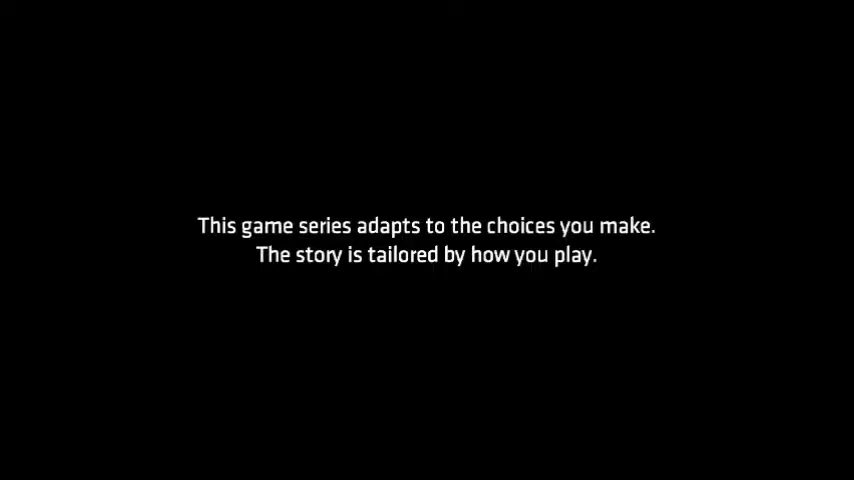 This game series adapts to the choices you make.
The story is tailored by how you play.